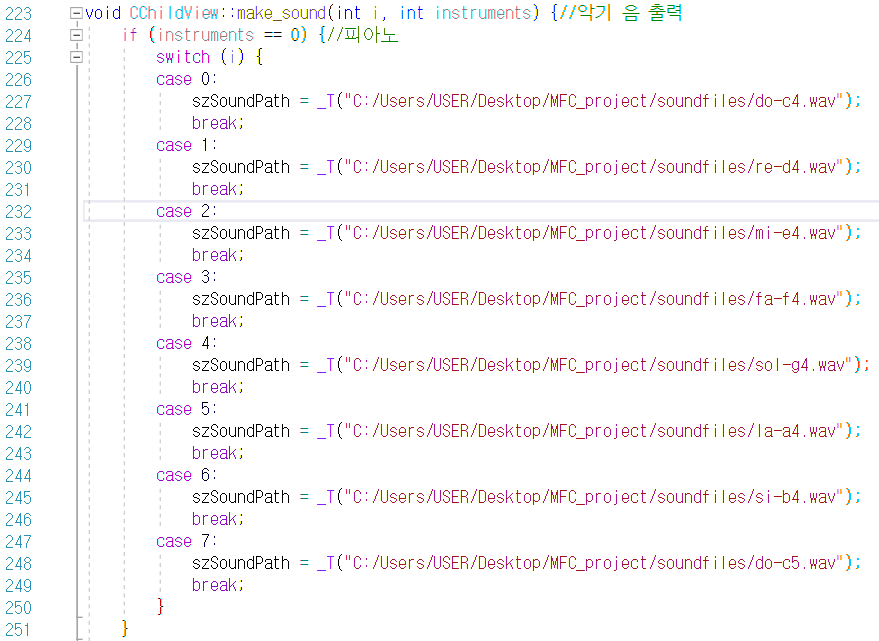 223 void CChildView::make_sound(int i, int instruments) {//악기 음 출력
224 if (instruments == 0) {//피아노
225 switch (i) {
226 case 0:
227 szSoundPath = _T("C:/Users/USER/Desktop/MFC_project/soundfiles/do-c4.wav");
228 break;
229 case 1:
230 szSoundPath = _T("C:/Users/USER/Desktop/MFC_project/soundfiles/re-d4.wav");
231 break;
232 case 2:
233 szSoundPath = _T("C:/Users/USER/Desktop/MFC_project/soundfiles/mi-e4.wav");
234 break;
235 case 3:
236 szSoundPath = _T("C:/Users/USER/Desktop/MFC_project/soundfiles/fa-f4.wav");
237 break;
238 case 4:
239 szSoundPath = _T("C:/Users/USER/Desktop/MFC_project/soundfiles/sol-g4.wav");
240 break;
241 case 5:
242 szSoundPath = _T("C:/Users/USER/Desktop/MFC_project/soundfiles/la-a4.wav");
243 break;
244 case 6:
245 szSoundPath = _T("C:/Users/USER/Desktop/MFC_project/soundfiles/si-b4.wav");
246 break;
247 case 7:
248 szSoundPath = _T("C:/Users/USER/Desktop/MFC_project/soundfiles/do-c5.wav");
249 break;
250 }
251 }